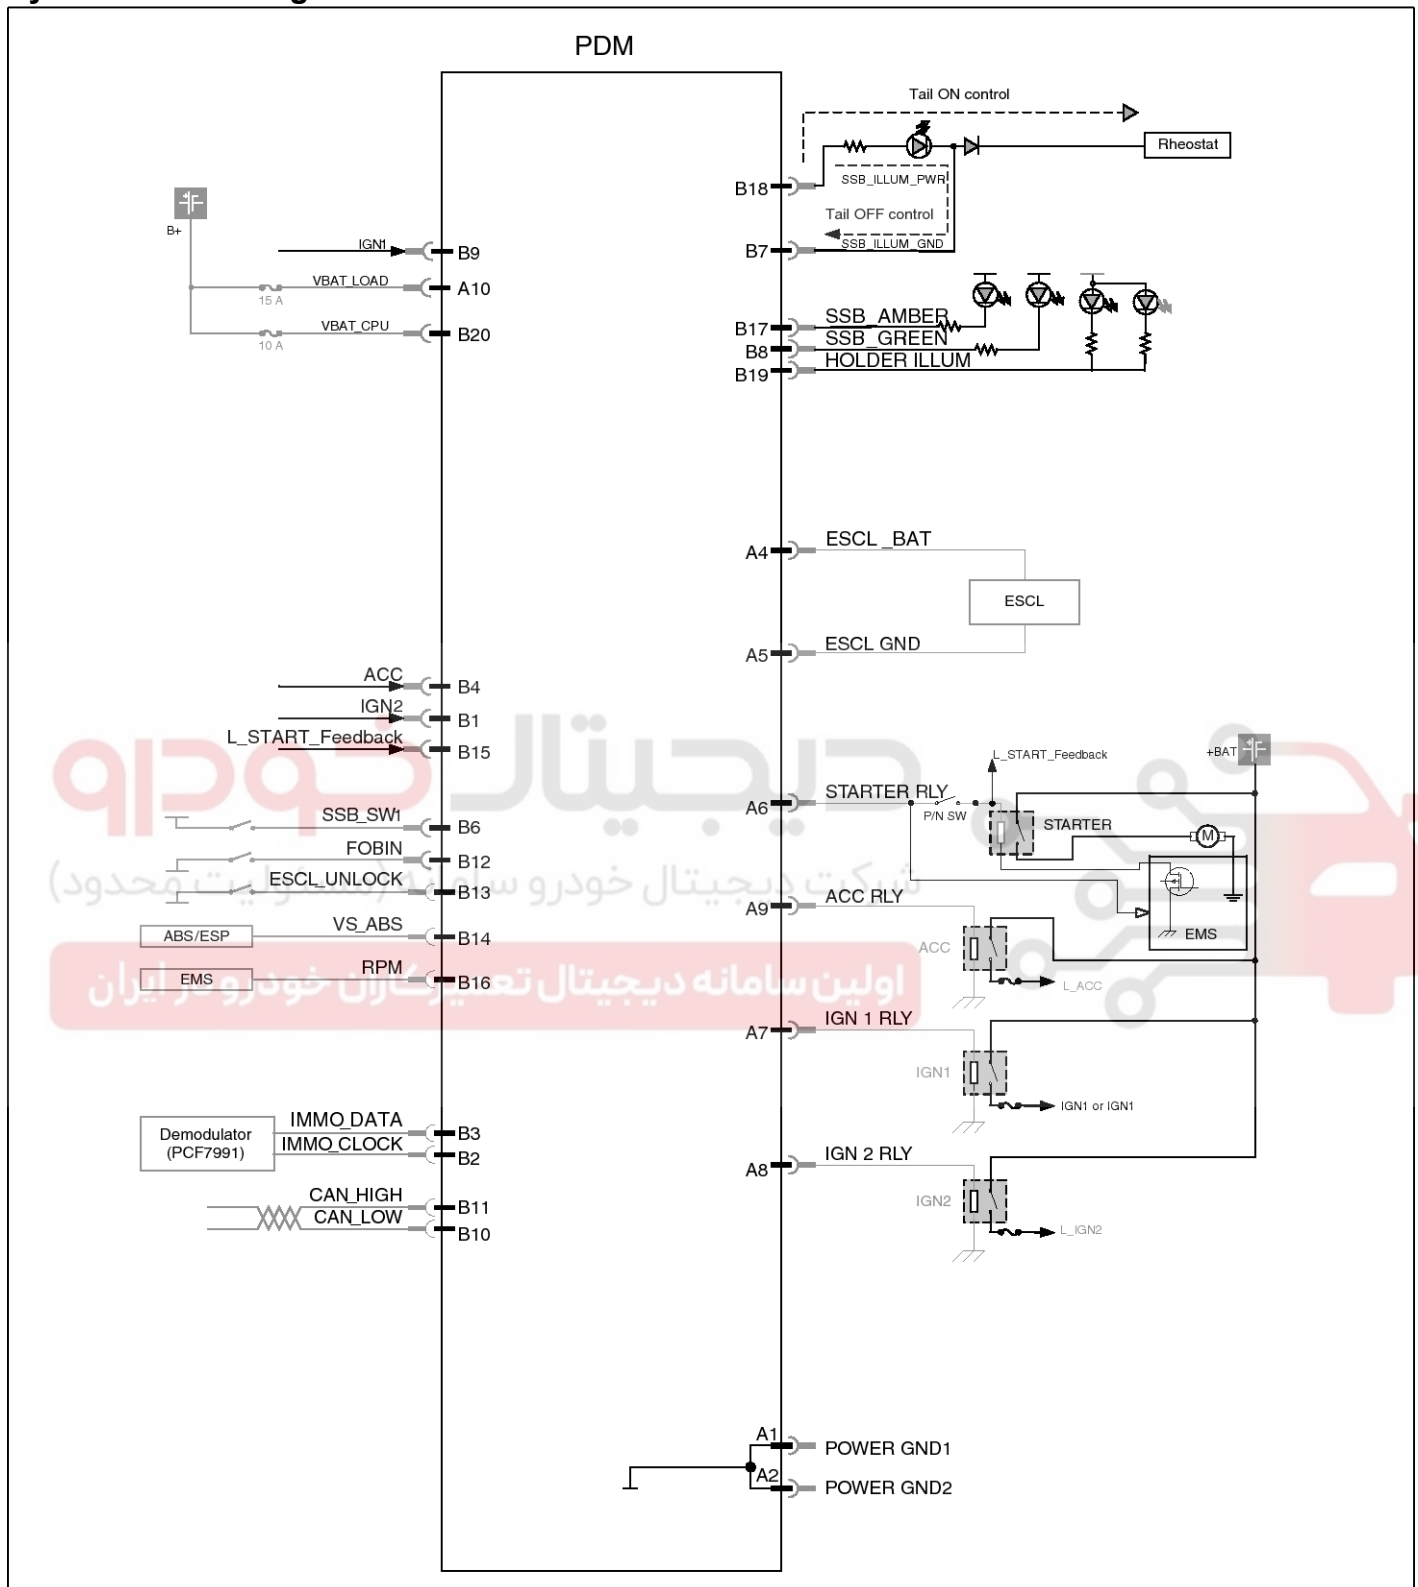 PDM
Tail ON control
Rheostat
B18
SSB_ILLUM_PWR
Tail OFF control
B7
SSB_ILLUM_GND
B+
IGN1
B9
VBAT_LOAD
A10
15 A
VBAT_CPU
B20
10 A
B17
SSB_AMBER
B8
SSB_GREEN
B19
HOLDER ILLUM
A4
ESCL _BAT
ESCL
A5
ESCL GND
ACC
B4
IGN2
B1
L_START_Feedback
B15
دیجیتال خودرو
SSB_SW1
B6
FOBIN
B12
ESCL_UNLOCK
B13
شرکت دیجیتال خودرو سامانه (مسئولیت محدود)
ABS/ESP
VS_ABS
B14
EMS
RPM
B16
اولین سامانه دیجیتال تعمیرکاران خودرو در ایران
L_START_Feedback
+BAT
A6
STARTER RLY
P/N SW
STARTER
M
EMS
A9
ACC RLY
ACC
L_ACC
A7
IGN 1 RLY
IGN1
IGN1 or IGN1
A8
IGN 2 RLY
IGN2
L_IGN2
Demodulator
(PCF7991)
IMMO_DATA
B3
IMMO_CLOCK
B2
CAN_HIGH
B11
CAN_LOW
B10
A1
POWER GND1
A2
POWER GND2